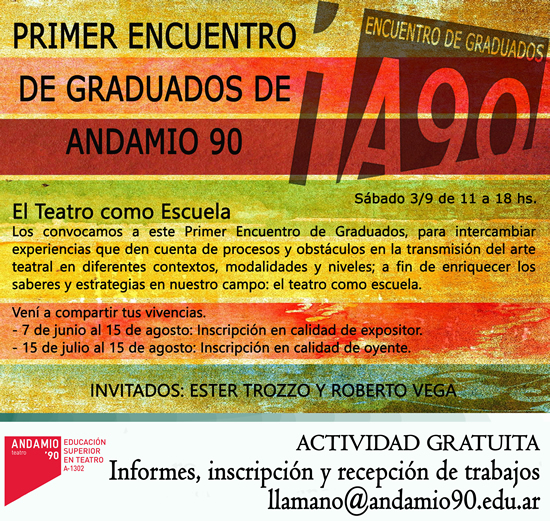 PRIMER ENCUENTRO
DE GRADUADOS DE
ANDAMIO 90
ENCUENTRO DE GRADUADOS
¡A90!
Sábado 3/9 de 11 a 18 hs.
El Teatro como Escuela
Los convocamos a este Primer Encuentro de Graduados, para intercambiar
experiencias que den cuenta de procesos y obstáculos en la transmisión del arte
teatral en diferentes contextos, modalidades y niveles; a fin de enriquecer los
saberes y estrategias en nuestro campo: el teatro como escuela.
Vení a compartir tus vivencias.
- 7 de junio al 15 de agosto: Inscripción en calidad de expositor.
- 15 de julio al 15 de agosto: Inscripción en calidad de oyente.
INVITADOS: ESTER TROZZO Y ROBERTO VEGA
ANDAMIO
teatro '90
EDUCACIÓN
SUPERIOR
EN TEATRO
A-1302
ACTIVIDAD GRATUITA
Informes, inscripción y recepción de trabajos
llamano@andamio90.edu.ar